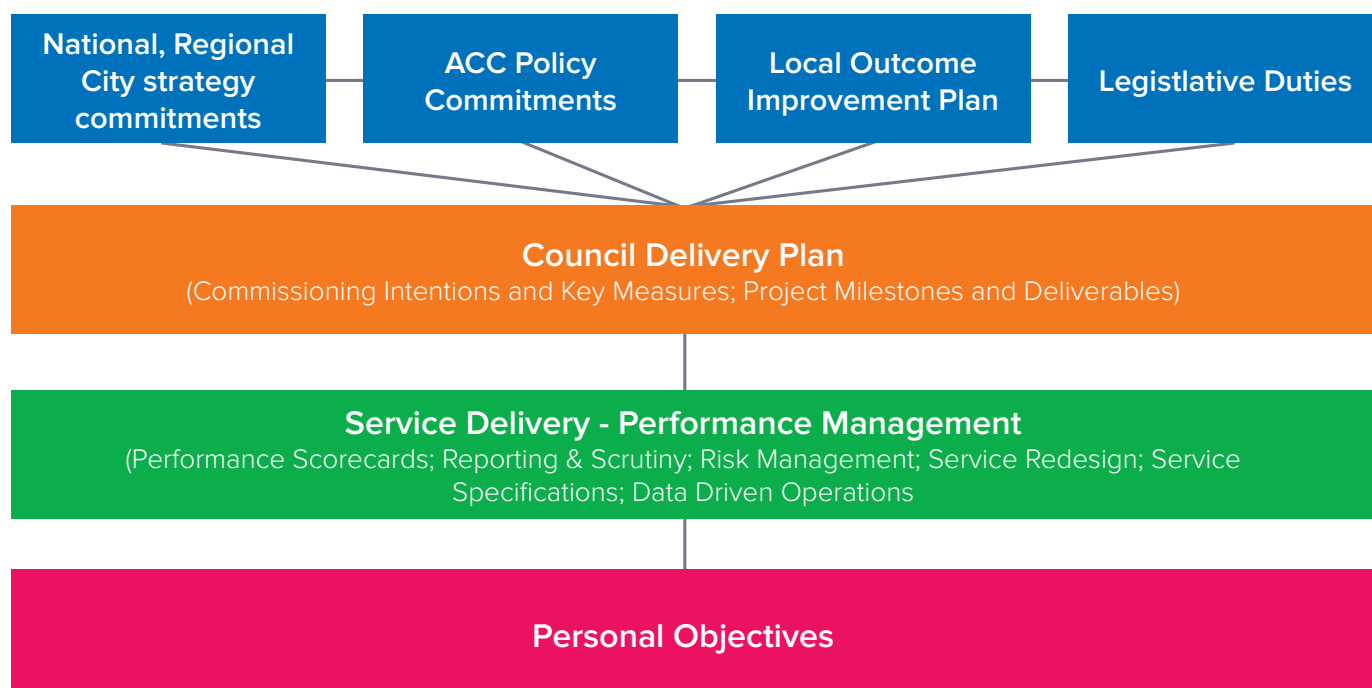 National, Regional
City strategy
commitments
ACC Policy
Commitments
Local Outcome
Improvement Plan
Legistlative Duties
Council Delivery Plan
(Commissioning Intentions and Key Measures; Project Milestones and Deliverables)
Service Delivery - Performance Management
(Performance Scorecards; Reporting & Scrutiny; Risk Management; Service Redesign; Service
Specifications; Data Driven Operations
Personal Objectives